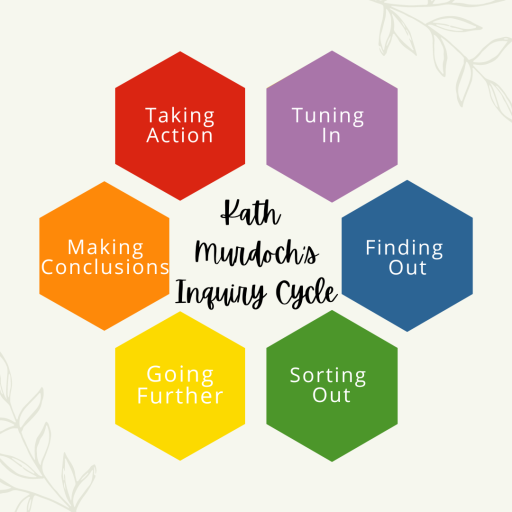 Kath
Murdoch's
Inquiry Cycle
Tuning
In
Finding
Out
Sorting
Out
Going
Further
Making
Conclusions
Taking
Action